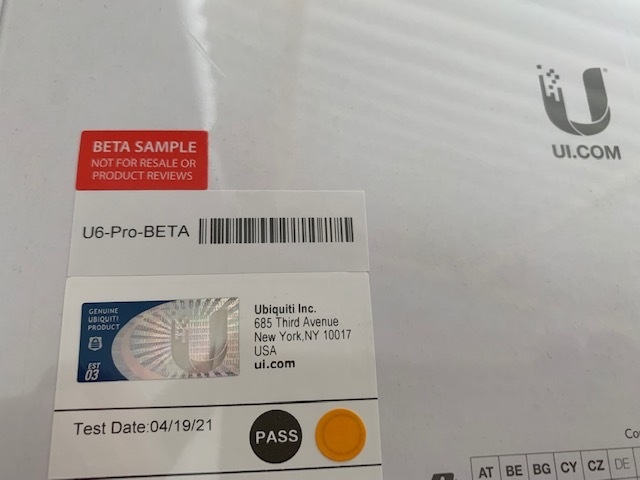 UI.COM
BETA SAMPLE
NOT FOR RESALE OR
PRODUCT REVIEWS
U6-Pro-BETA
GENUINE
UBIQUITI
PRODUCT
EST
03
Ubiquiti Inc.
685 Third Avenue
New York,NY 10017
USA
ui.com
Test Date:04/19/21
PASS
AT BE BG CY CZ DE